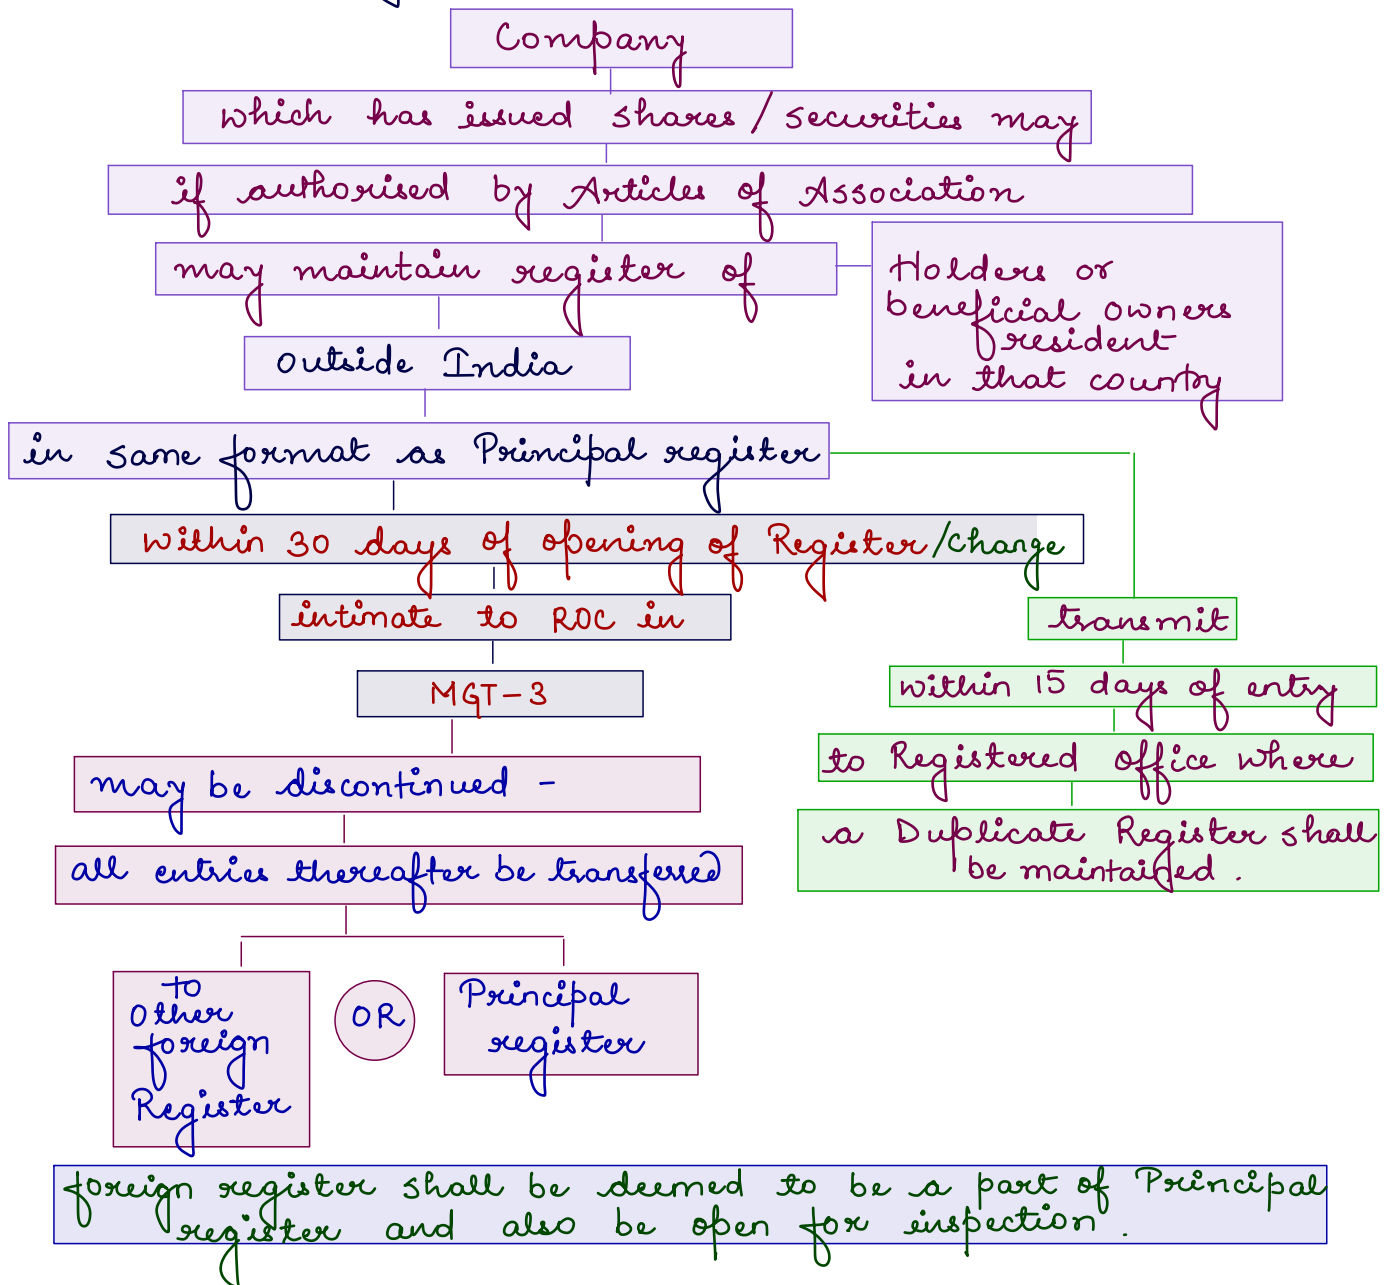 Company
which has issued shares / securities may
if authorised by Articles of Association
may maintain register of
Holders or
beneficial owners
resident
in that country
Outside India
in same format as Principal register
within 30 days of opening of Register/change
intimate to ROC in
MGT-3
may be discontinued -
all entries thereafter be transferred
to
Other
foreign
Register
OR
Principal
register
transmit
within 15 days of entry
to Registered office where
a Duplicate Register shall
be maintained.
foreign register shall be deemed to be a part of Principal
register and also be open for inspection.